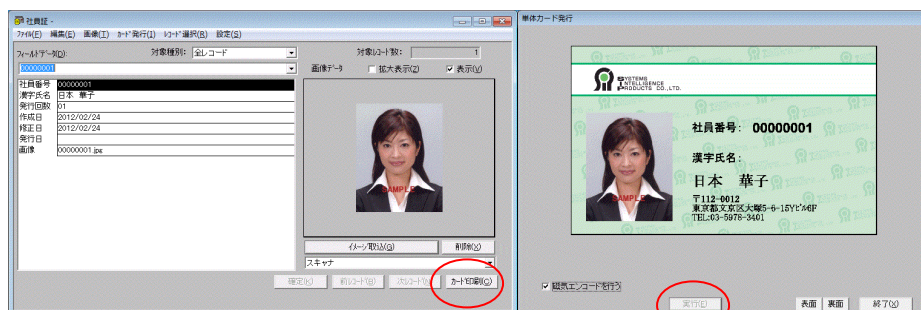 社員証 -
ﾌｧｲﾙ(F) 編集(E) 画像(I) ｶｰﾄﾞ発行(I) ﾚｺｰﾄﾞ選択(R) 設定(S)
ﾌｨｰﾙﾄﾞﾃﾞｰﾀ(D): 対象種別: 全レコード 対象ﾚｺｰﾄﾞ数: 1
00000001
画像ﾃﾞｰﾀ 拡大表示(Z) 表示(V)
社員番号 00000001
漢字氏名 日本 華子
発行回数 01
作成日 2012/02/24
修正日 2012/02/24
発行日
画像 00000001.jpg
SAMPLE
ｲﾒｰｼﾞ取込(G) 削除(X)
スキャナ
確定(K) 前ﾚｺｰﾄﾞ(B) 次ﾚｺｰﾄﾞ(N) ｶｰﾄﾞ印刷(C)
単体カード発行
SYSTEMS
INTELLIGENCE
PRODUCTS CO.,LTD.
社員番号: 00000001
漢字氏名:
日本 華子
〒112-0012
東京都文京区大塚5-6-15YTﾋﾞﾙ6F
TEL:03-5978-3401
SAMPLE
磁気エンコードを行う
実行(E) 表面 裏面 終了(X)